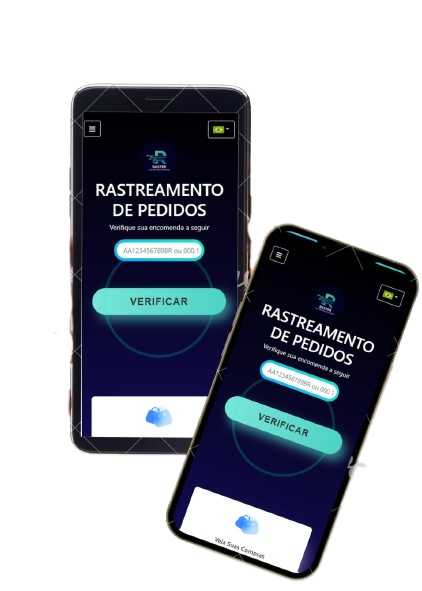 RASTER
RASTREAMENTO
DE PEDIDOS
Verifique sua encomenda a seguir
AA123456789BR ou 000.1
VERIFICAR
RASTREAMENTO
DE PEDIDOS
Verifique sua encomenda a seguir
AA123456789BR ou 000.1
VERIFICAR
Veja Suas Compras